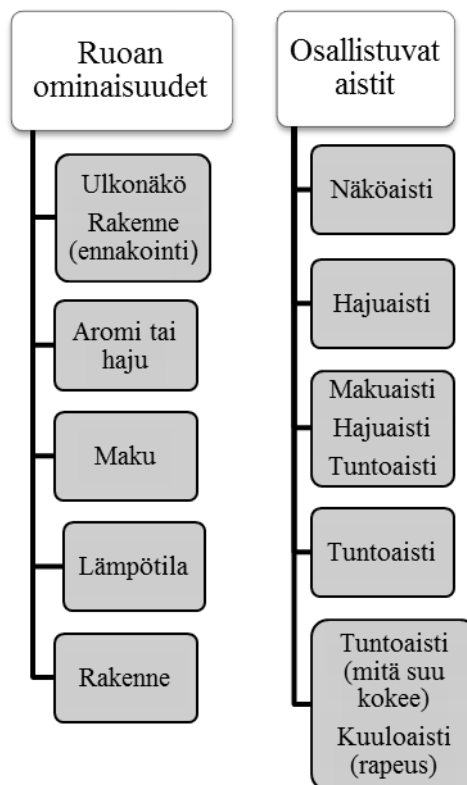 Ruoan
ominaisuudet
Ulkonäkö
Rakenne
(ennakointi)
Aromi tai
haju
Maku
Lämpötila
Rakenne
Osallistuvat
aistit
Näköaisti
Hajuaisti
Makuaisti
Hajuaisti
Tuntoaisti
Tuntoaisti
Tuntoaisti
(mitä suu
kokee)
Kuuloaisti
(rapeus)